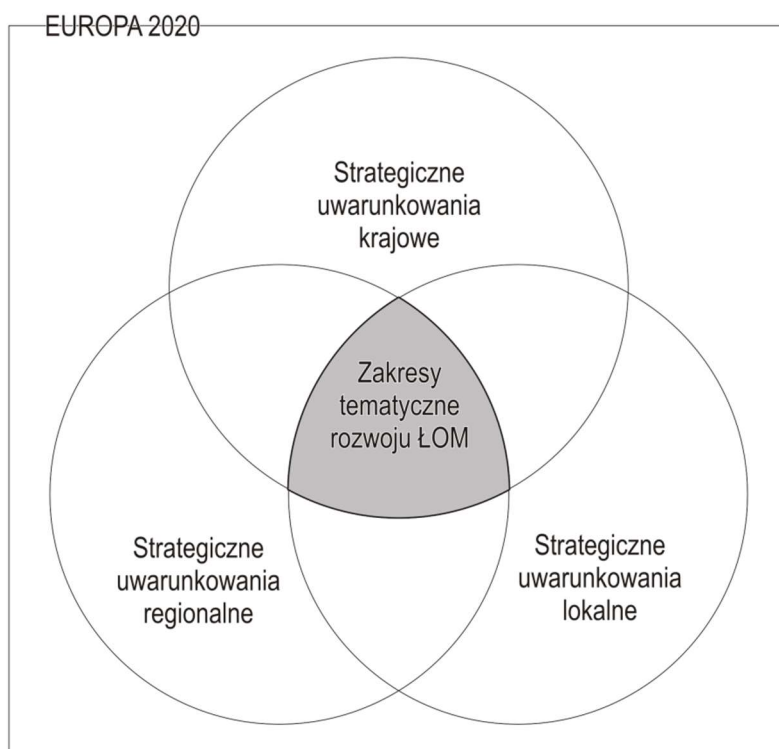 EUROPA 2020
Strategiczne
uwarunkowania
krajowe
Zakresy
tematyczne
rozwoju ŁOM
Strategiczne
uwarunkowania
regionalne
Strategiczne
uwarunkowania
lokalne